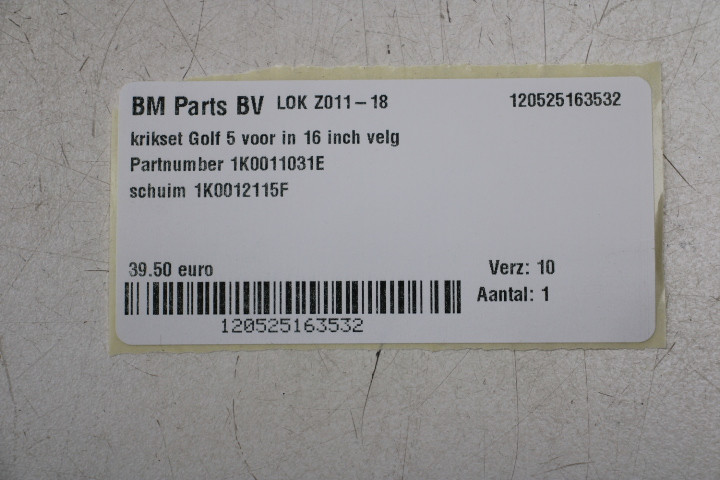 BM Parts BV LOK Z011-18 120525163532
krikset Golf 5 voor in 16 inch velg
Partnumber 1K0011031E
schuim 1K0012115F
39.50 euro Verz: 10
Aantal: 1
120525163532